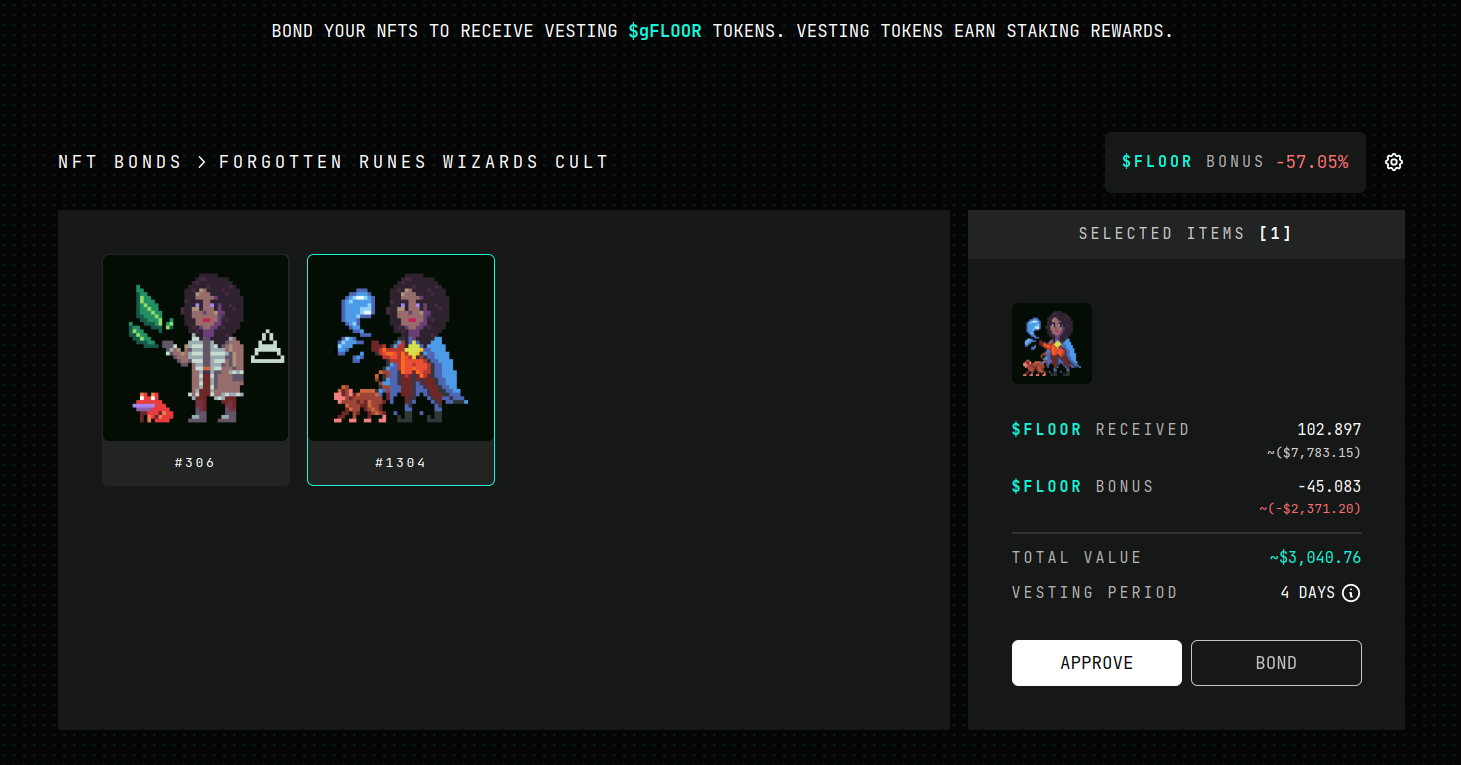 BOND YOUR NFTS TO RECEIVE VESTING $gFLOOR TOKENS. VESTING TOKENS EARN STAKING REWARDS.
NFT BONDS > FORGOTTEN RUNES WIZARDS CULT
$FLOOR BONUS -57.05%
#306
#1304
SELECTED ITEMS [1]
$FLOOR RECEIVED 102.897
~($7,783.15)
$FLOOR BONUS -45.083
~(-$2,371.20)
TOTAL VALUE ~$3,040.76
VESTING PERIOD 4 DAYS
APPROVE BOND